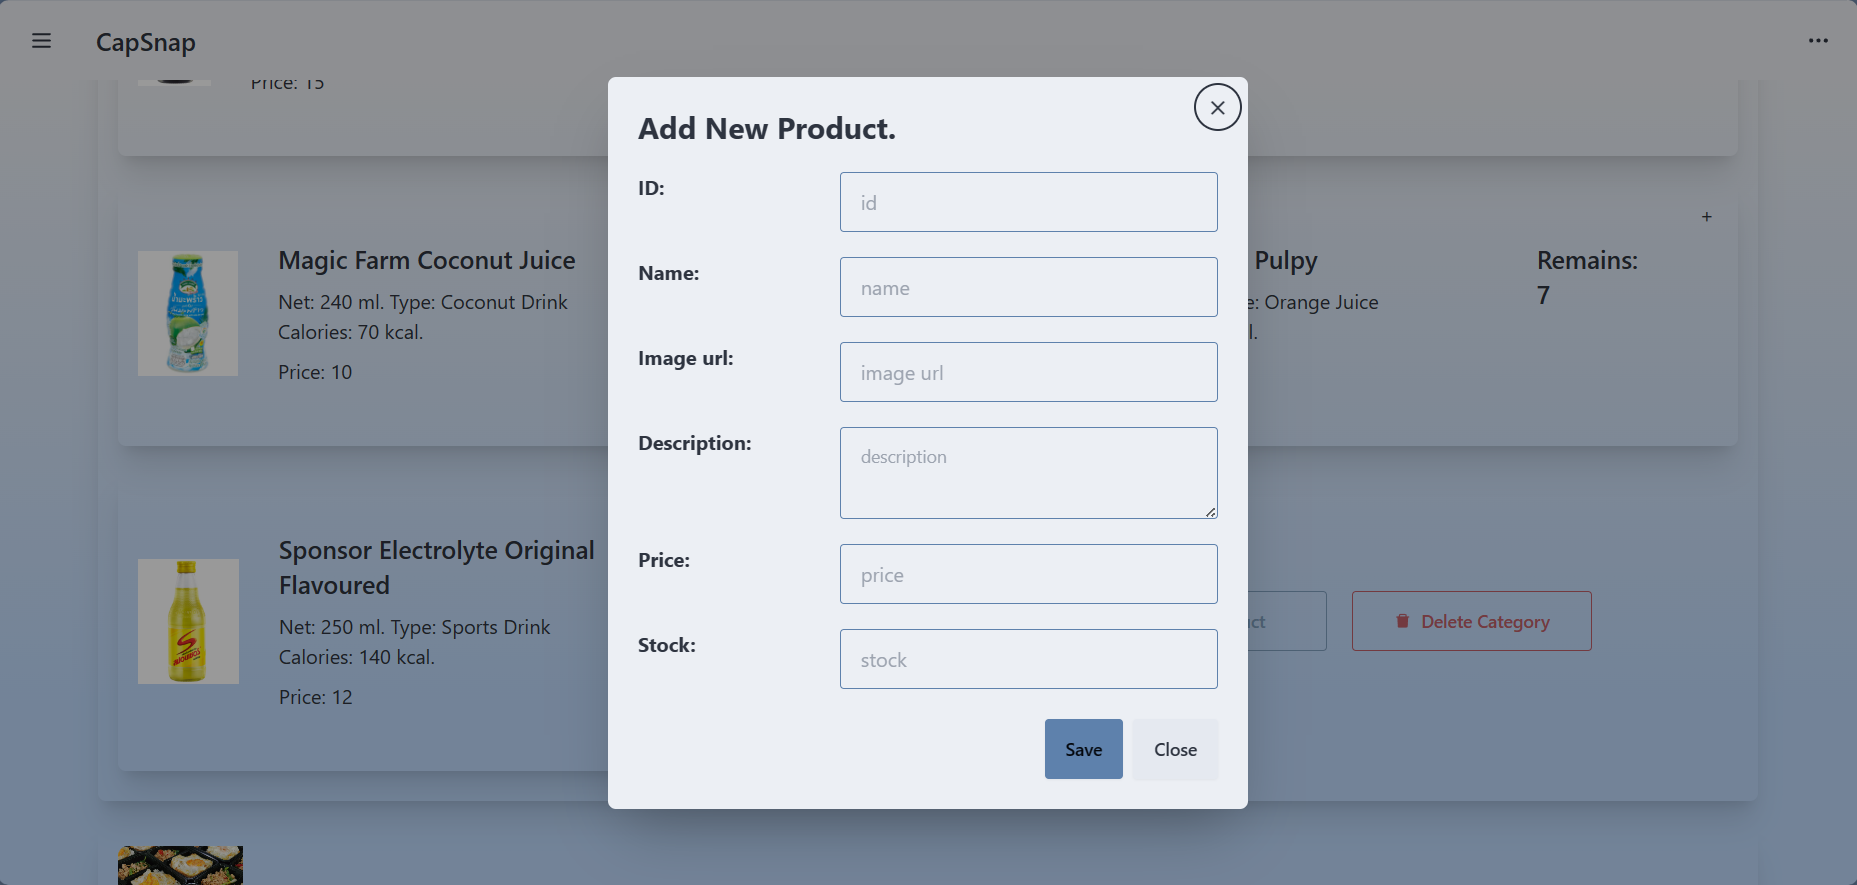 CapSnap
Price: 15
Add New Product.
ID:
id
Name:
name
Image url:
image url
Description:
description
Price:
price
Stock:
stock
Save
Close
Magic Farm Coconut Juice
Net: 240 ml. Type: Coconut Drink
Calories: 70 kcal.
Price: 10
Pulpy
Orange Juice
Remains:
7
Sponsor Electrolyte Original
Flavoured
Net: 250 ml. Type: Sports Drink
Calories: 140 kcal.
Price: 12
Delete Category